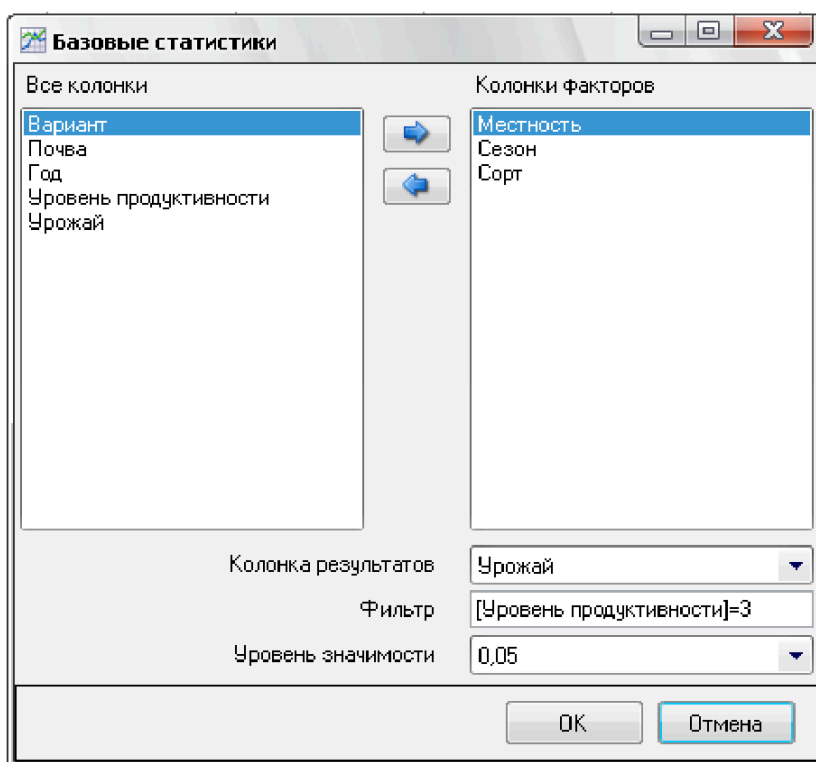 Базовые статистики
Все колонки
Колонки факторов
Вариант
Почва
Год
Уровень продуктивности
Урожай
Местность
Сезон
Сорт
Колонка результатов
Урожай
Фильтр
[Уровень продуктивности]=3
Уровень значимости
0,05
OK
Отмена